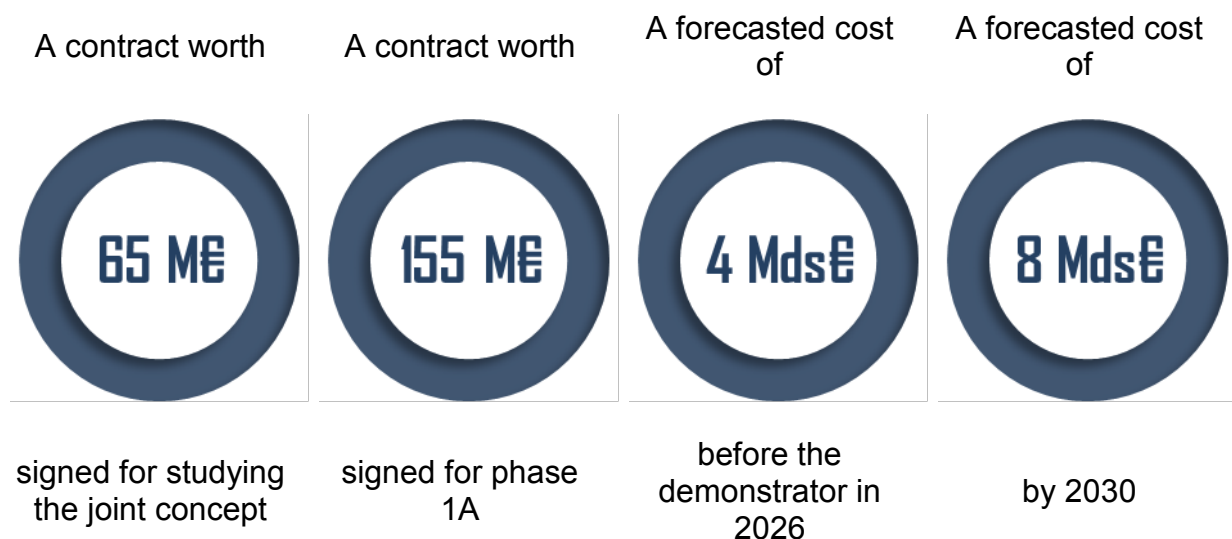 A contract worth
65 M€
signed for studying
the joint concept
A contract worth
155 M€
signed for phase
1A
A forecasted cost
of
4 Mds€
before the
demonstrator in
2026
A forecasted cost
of
8 Mds€
by 2030